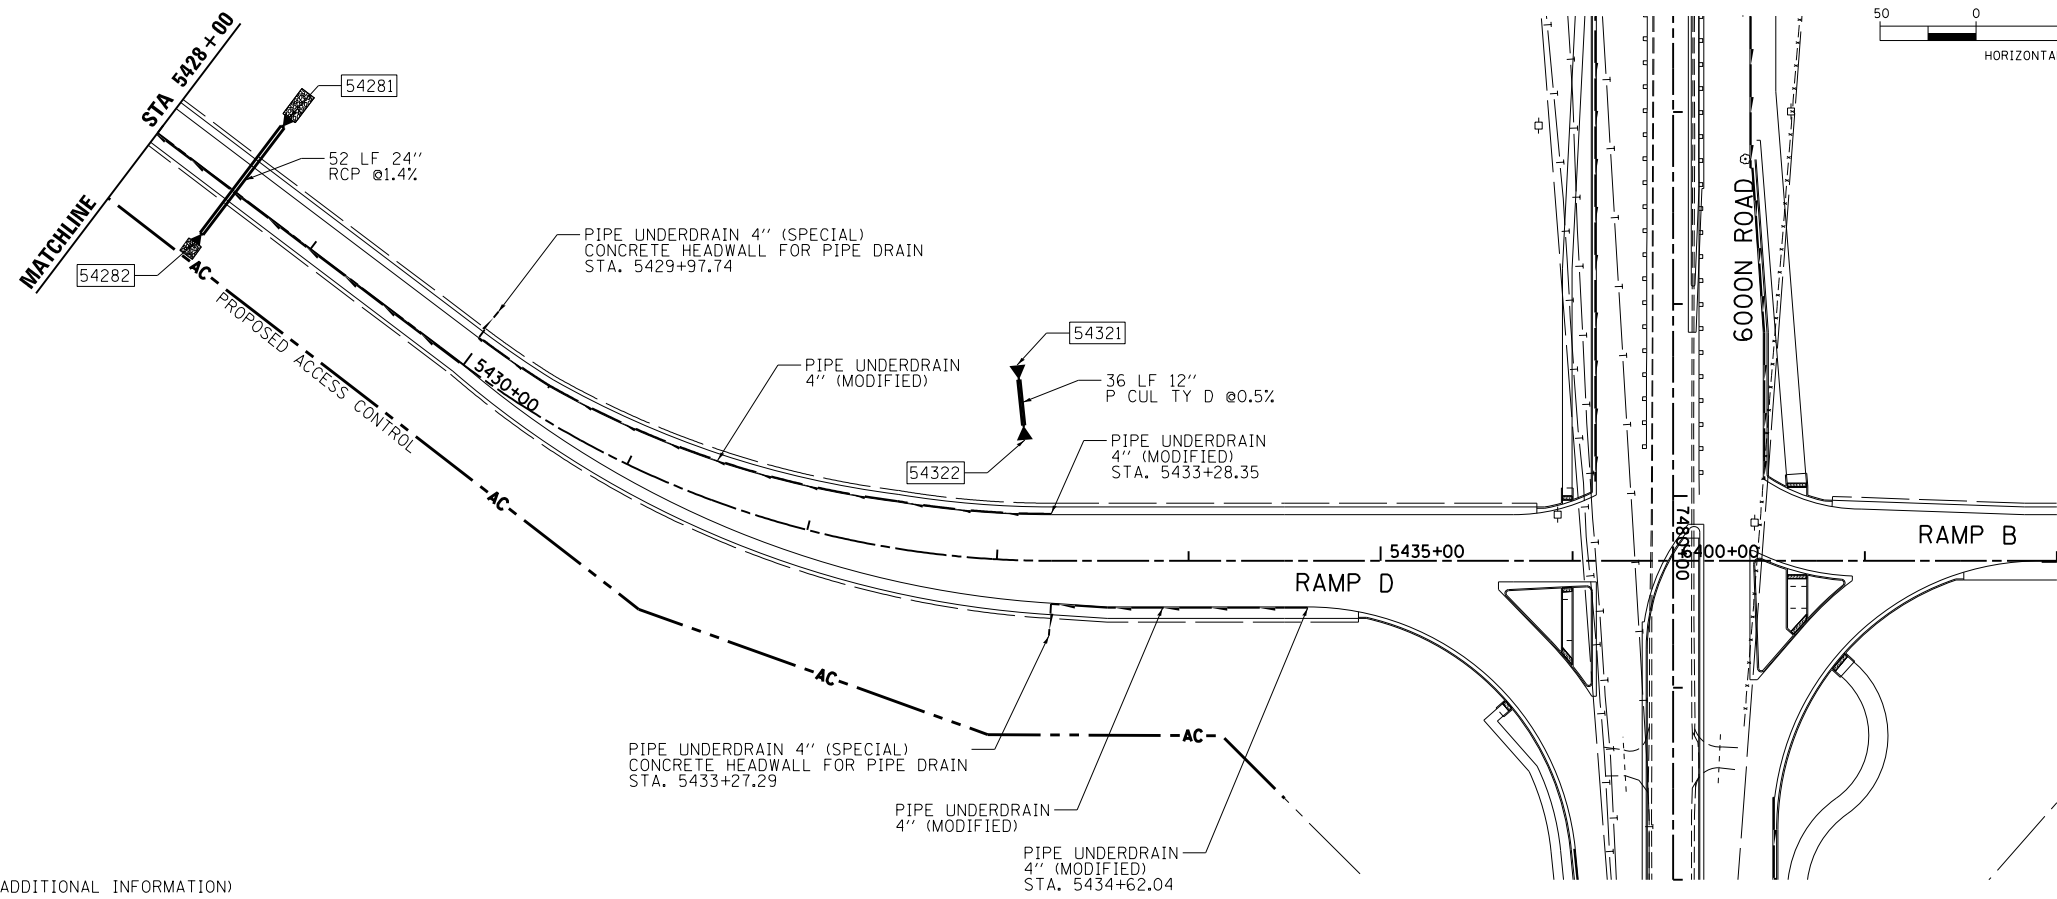 50 0
HORIZONTA
MATCHLINE STA 5428+00
54281
52 LF 24''
RCP @1.4%
54282
AC
PROPOSED ACCESS CONTROL
PIPE UNDERDRAIN 4'' (SPECIAL)
CONCRETE HEADWALL FOR PIPE DRAIN
STA. 5429+97.74
5430+00
PIPE UNDERDRAIN
4'' (MODIFIED)
54321
36 LF 12''
P CUL TY D @0.5%
54322
PIPE UNDERDRAIN
4'' (MODIFIED)
STA. 5433+28.35
6000N ROAD
AC
5435+00
RAMP D
748+00
6400+00
RAMP B
AC
AC
PIPE UNDERDRAIN 4'' (SPECIAL)
CONCRETE HEADWALL FOR PIPE DRAIN
STA. 5433+27.29
PIPE UNDERDRAIN
4'' (MODIFIED)
PIPE UNDERDRAIN
4'' (MODIFIED)
STA. 5434+62.04
ADDITIONAL INFORMATION)